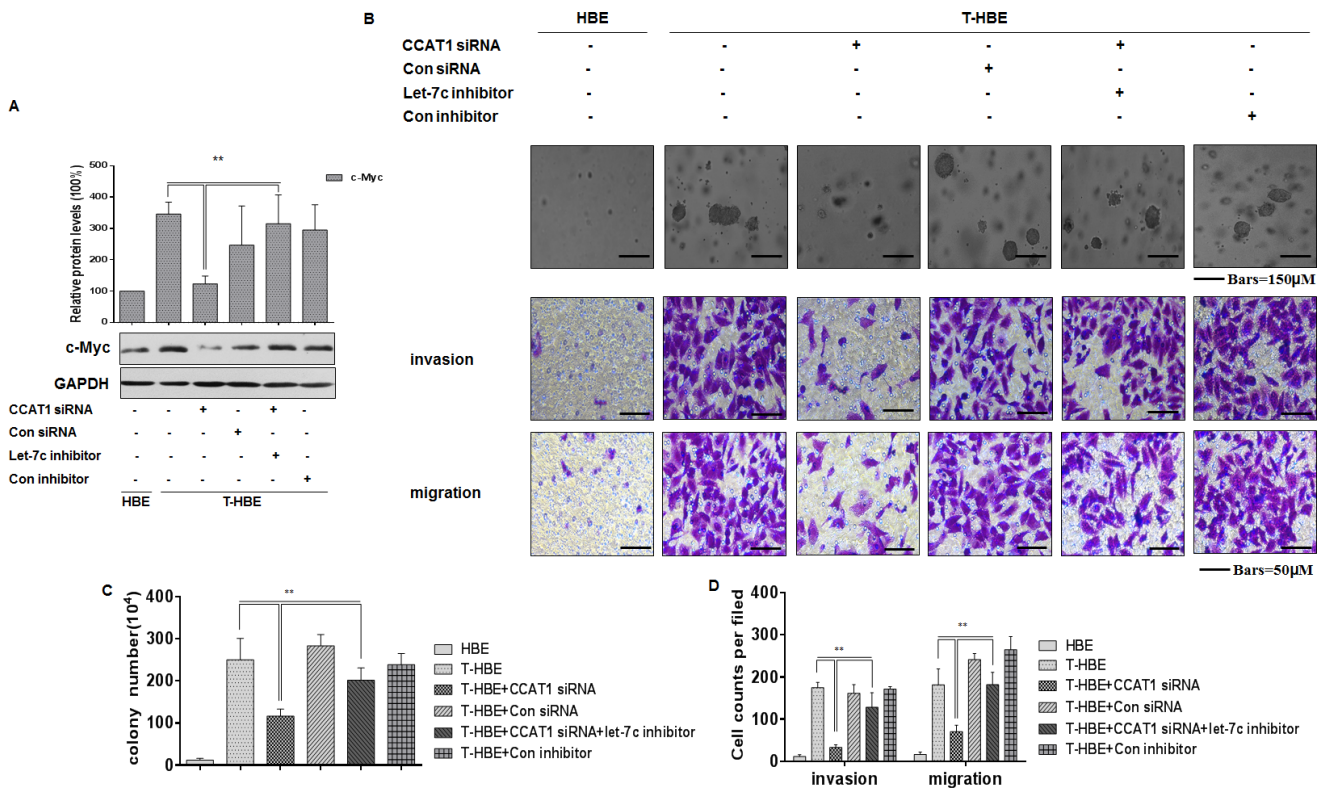 A
Relative protein levels (100%)
500
400
300
200
100
0
**
c-Myc
c-Myc
GAPDH
CCAT1 siRNA - - + - + -
Con siRNA - - - + - -
Let-7c inhibitor - - - - + -
Con inhibitor - - - - - +
HBE T-HBE
B
HBE T-HBE
CCAT1 siRNA - - + - + -
Con siRNA - - - + - -
Let-7c inhibitor - - - - + -
Con inhibitor - - - - - +
Bars=150μM
invasion
migration
Bars=50μM
C
colony number(10⁴)
400
300
200
100
0
**
HBE
T-HBE
T-HBE+CCAT1 siRNA
T-HBE+Con siRNA
T-HBE+CCAT1 siRNA+let-7c inhibitor
T-HBE+Con inhibitor
D
Cell counts per filed
400
300
200
100
0
**
**
invasion migration
HBE
T-HBE
T-HBE+CCAT1 siRNA
T-HBE+Con siRNA
T-HBE+CCAT1 siRNA+let-7c inhibitor
T-HBE+Con inhibitor